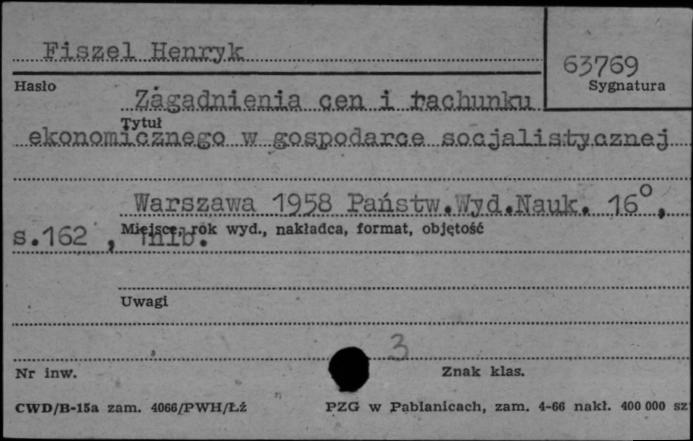 Fiszel Henryk
63769
Hasło
Sygnatura
Zagadnienia cen i rachunku
Tytuł
ekonomicznego w gospodarce socjalistycznej
Warszawa 1958 Państw.Wyd.Nauk. 16°,
Miejsce, rok wyd., nakładca, format, objętość
s.162 , nlb.
Uwagi
3
Nr inw.
Znak klas.
CWD/B-15a zam. 4066/PWH/Łż
PZG w Pabianicach, zam. 4-66 nakł. 400 000 sz